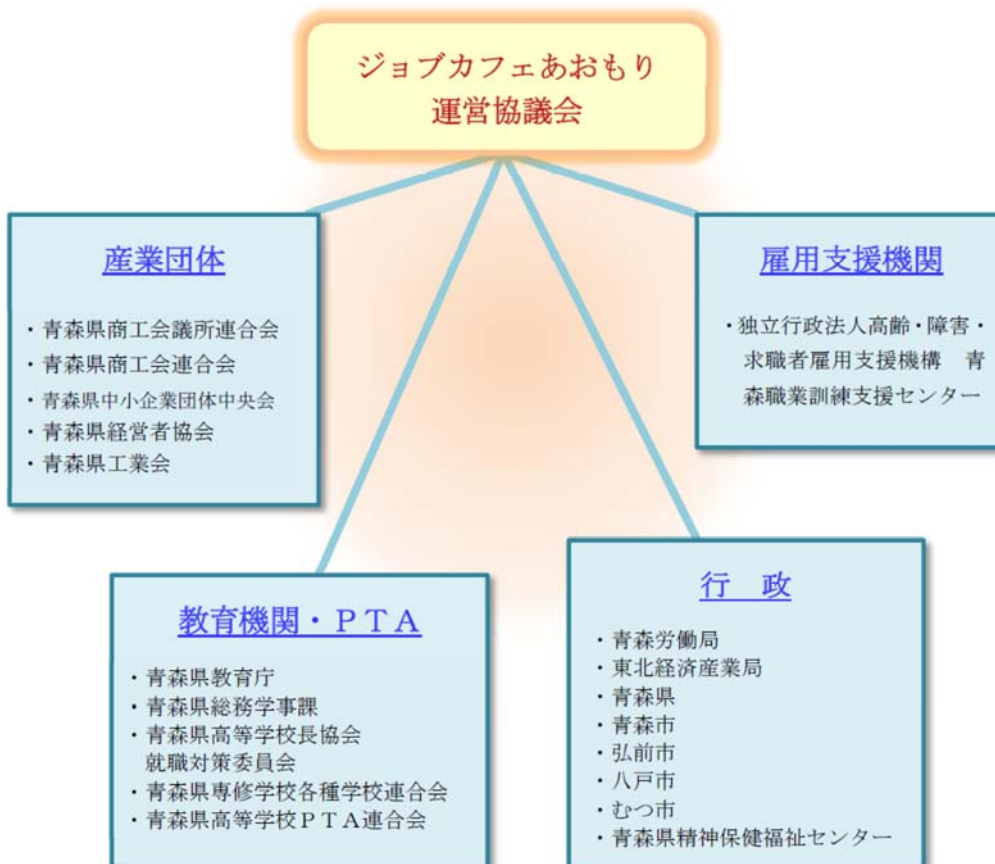 ジョブカフェあおもり
運営協議会
産業団体
・青森県商工会議所連合会
・青森県商工会連合会
・青森県中小企業団体中央会
・青森県経営者協会
・青森県工業会
雇用支援機関
・独立行政法人高齢・障害・
求職者雇用支援機構　青
森職業訓練支援センター
教育機関・ＰＴＡ
・青森県教育庁
・青森県総務学事課
・青森県高等学校長協会
就職対策委員会
・青森県専修学校各種学校連合会
・青森県高等学校ＰＴＡ連合会
行　政
・青森労働局
・東北経済産業局
・青森県
・青森市
・弘前市
・八戸市
・むつ市
・青森県精神保健福祉センター